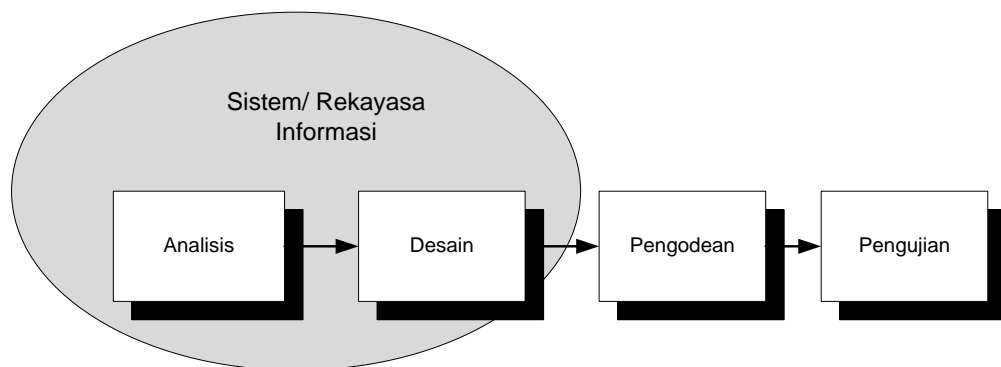 Sistem/ Rekayasa
Informasi
Analisis
Desain
Pengodean
Pengujian